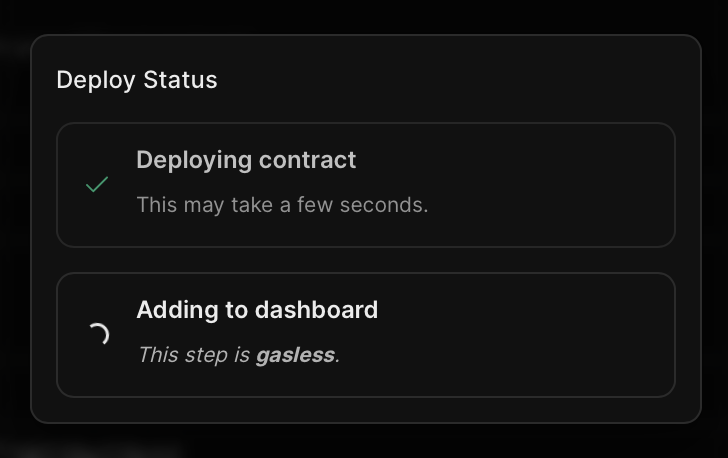 Deploy Status
Deploying contract
This may take a few seconds.
Adding to dashboard
This step is gasless.